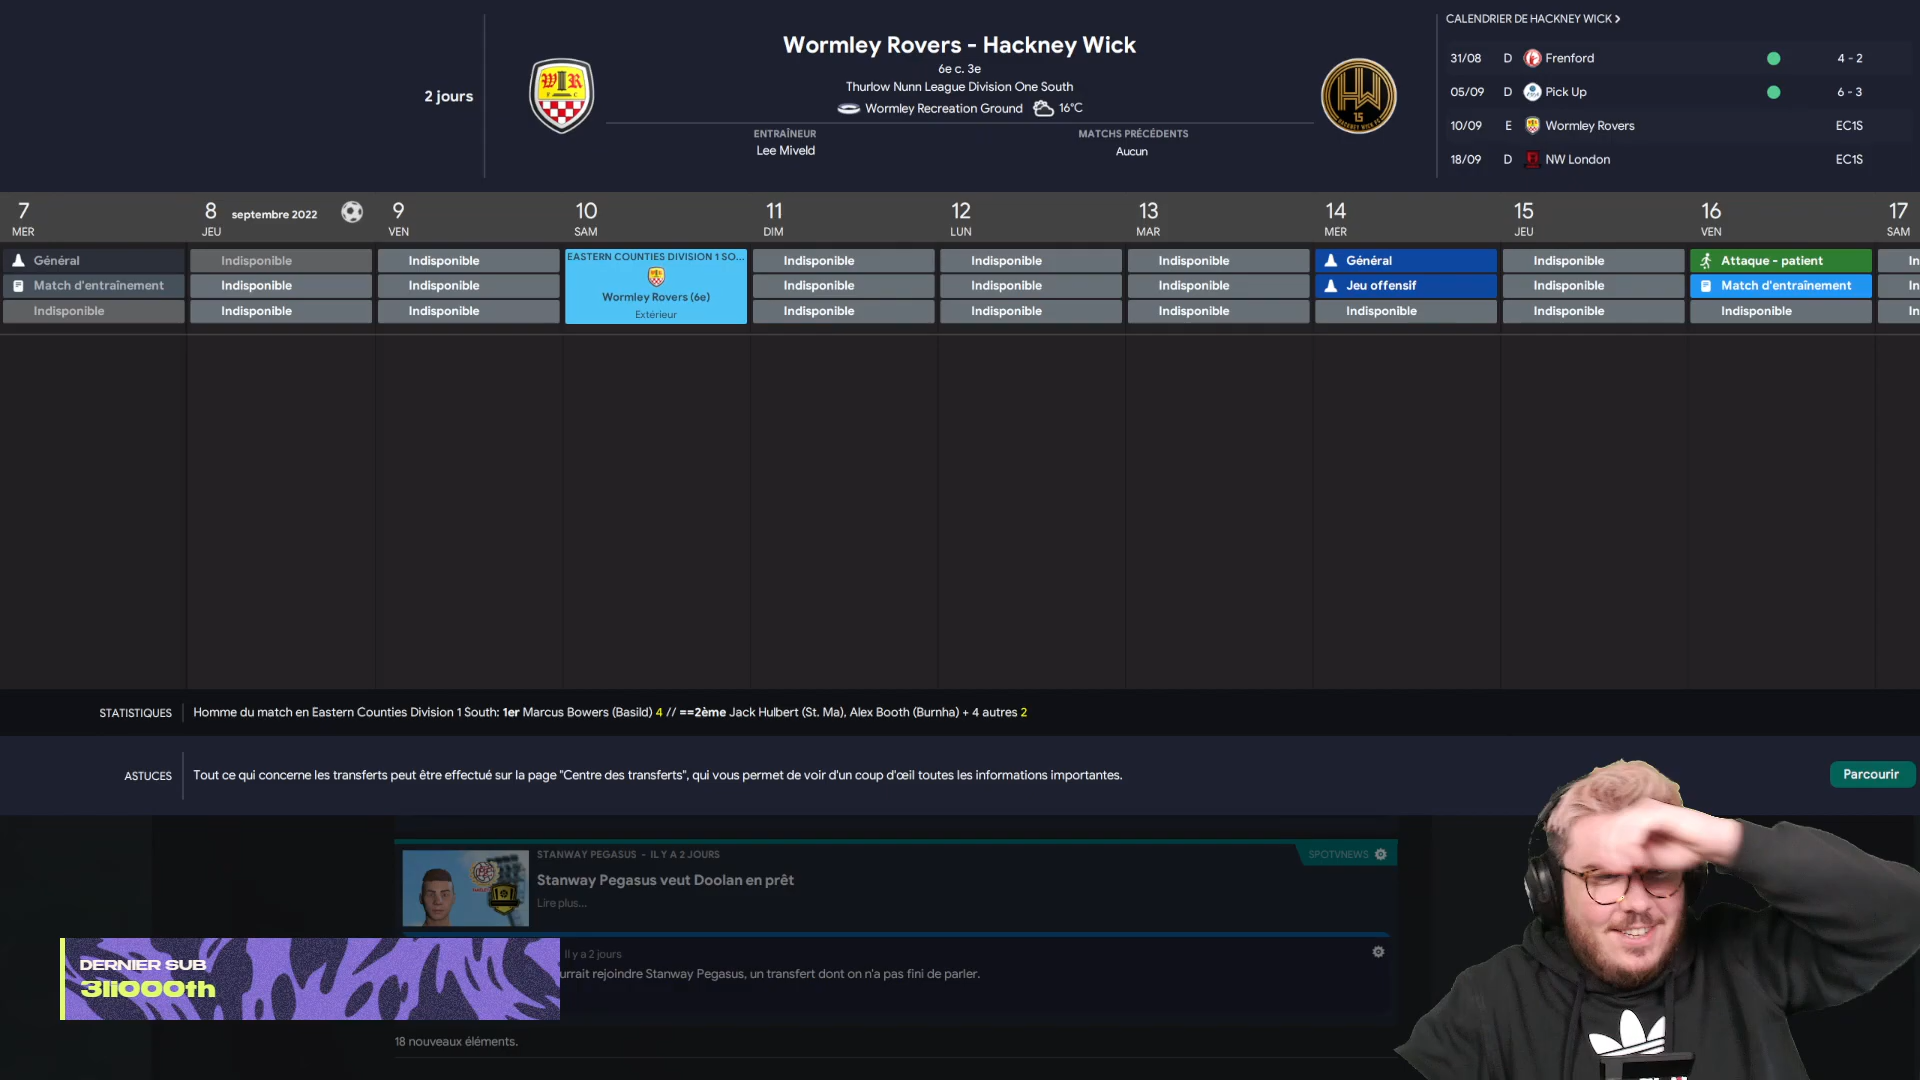 2 jours
Wormley Rovers - Hackney Wick
6e c. 3e
Thurlow Nunn League Division One South
Wormley Recreation Ground 16°C
ENTRAÎNEUR
Lee Miveld
MATCHS PRÉCÉDENTS
Aucun
CALENDRIER DE HACKNEY WICK
31/08 D Frenford 4 - 2
05/09 D Pick Up 6 - 3
10/09 E Wormley Rovers EC1S
18/09 D NW London EC1S
7 MER
8 JEU septembre 2022
9 VEN
10 SAM
11 DIM
12 LUN
13 MAR
14 MER
15 JEU
16 VEN
17 SAM
Général
Match d'entraînement
Indisponible
Indisponible
Indisponible
Indisponible
Indisponible
Indisponible
Indisponible
EASTERN COUNTIES DIVISION 1 SO...
Wormley Rovers (6e)
Extérieur
Indisponible
Indisponible
Indisponible
Indisponible
Indisponible
Indisponible
Indisponible
Indisponible
Indisponible
Général
Jeu offensif
Indisponible
Indisponible
Indisponible
Indisponible
Attaque - patient
Match d'entraînement
Indisponible
In
In
In
STATISTIQUES Homme du match en Eastern Counties Division 1 South: 1er Marcus Bowers (Basild) 4 // ==2ème Jack Hulbert (St. Ma), Alex Booth (Burnha) + 4 autres 2
ASTUCES Tout ce qui concerne les transferts peut être effectué sur la page "Centre des transferts", qui vous permet de voir d'un coup d'œil toutes les informations importantes.
Parcourir
STANWAY PEGASUS - IL Y A 2 JOURS
SPOTVNEWS
Stanway Pegasus veut Doolan en prêt
Lire plus...
Il y a 2 jours
urrait rejoindre Stanway Pegasus, un transfert dont on n'a pas fini de parler.
DERNIER SUB
3li000th
18 nouveaux éléments.